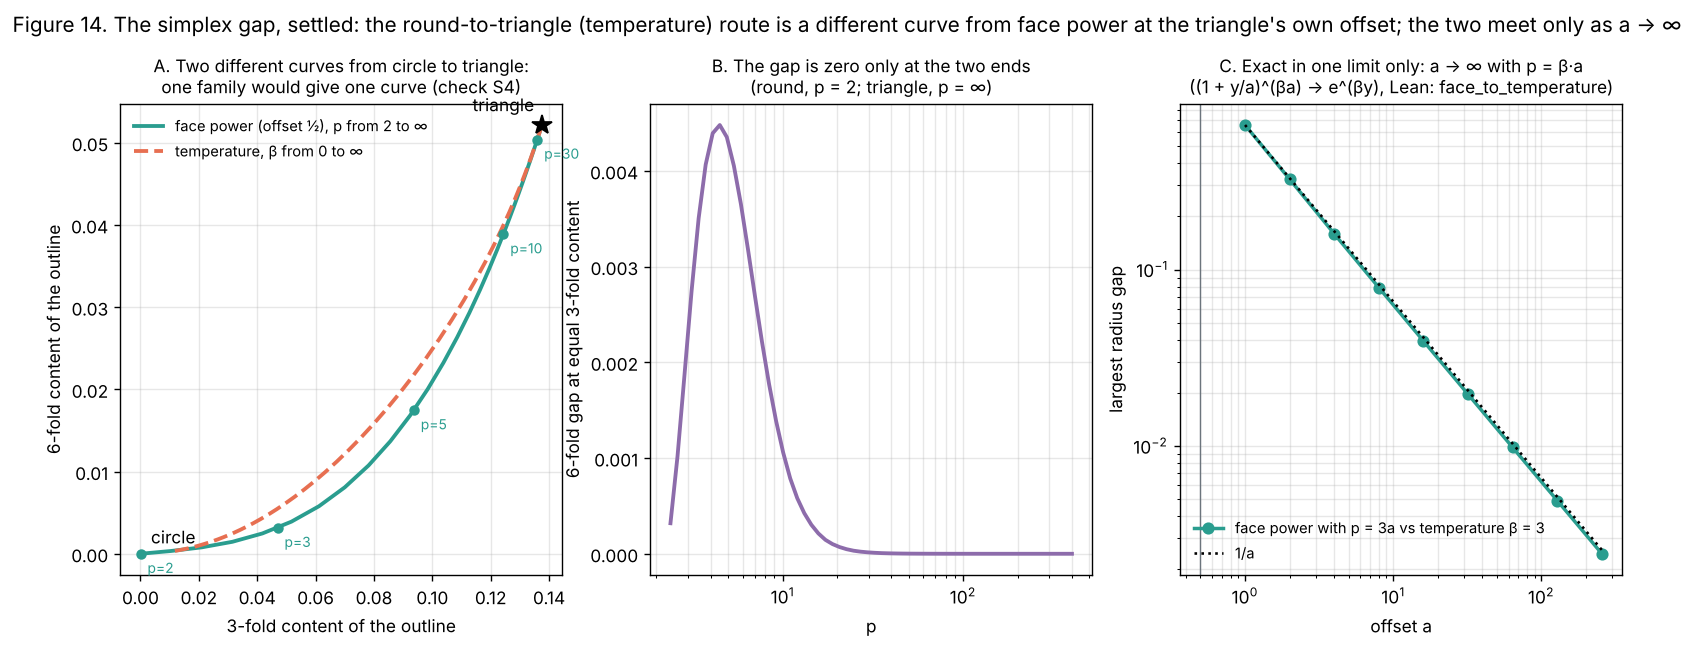 Figure 14. The simplex gap, settled: the round-to-triangle (temperature) route is a different curve from face power at the triangle's own offset; the two meet only as a → ∞
A. Two different curves from circle to triangle:
one family would give one curve (check S4)
triangle
face power (offset ½), p from 2 to ∞
temperature, β from 0 to ∞
p=30
p=10
p=5
p=3
circle
p=2
0.05
0.04
0.03
0.02
0.01
0.00
6-fold content of the outline
0.00 0.02 0.04 0.06 0.08 0.10 0.12 0.14
3-fold content of the outline
B. The gap is zero only at the two ends
(round, p = 2; triangle, p = ∞)
0.004
0.003
0.002
0.001
0.000
6-fold gap at equal 3-fold content
10¹ 10²
p
C. Exact in one limit only: a → ∞ with p = β·a
((1 + y/a)^(βa) → e^(βy), Lean: face_to_temperature)
10⁻¹
10⁻²
largest radius gap
face power with p = 3a vs temperature β = 3
1/a
10⁰ 10¹ 10²
offset a